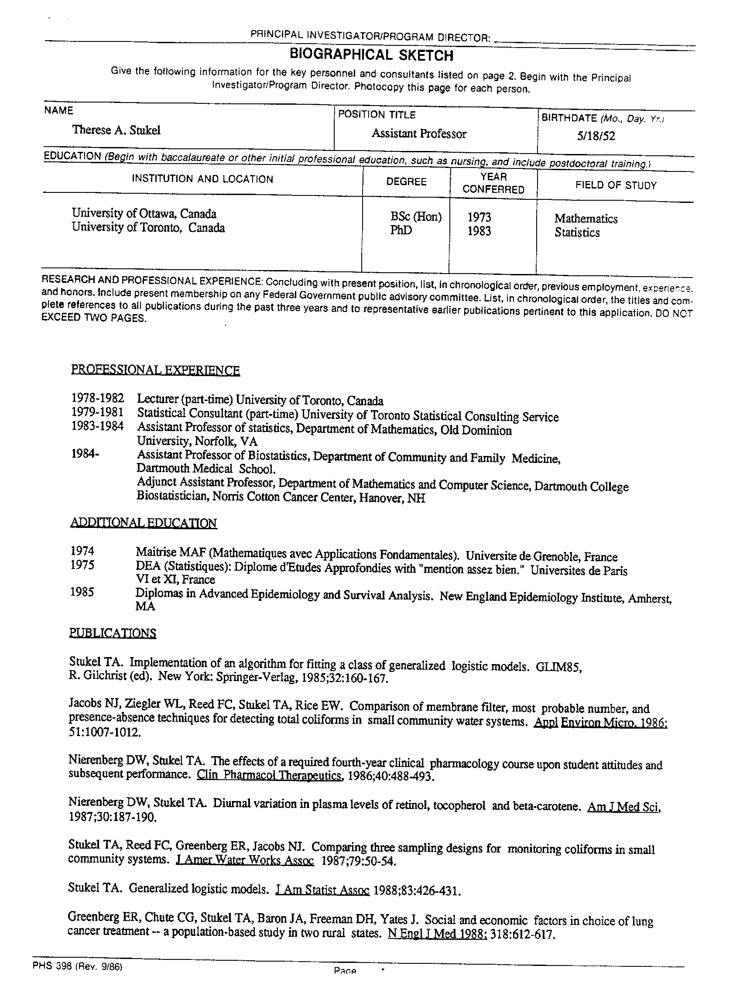 PRINCIPAL INVESTIGATOR/PROGRAM DIRECTOR:
BIOGRAPHICAL SKETCH
Give the following information for the key personnel and consultants listed on page 2. Begin with the Principal
Investigator/Program Director. Photocopy this page for each person.
NAME
Therese A. Stukel
POSITION TITLE
Assistant Professor
BIRTHDATE (Mo., Day. Yr.)
5/18/52
EDUCATION (Begin with baccalaureate or other initial professional education, such as nursing, and include postdoctoral training.)
INSTITUTION AND LOCATION DEGREE YEAR CONFERRED FIELD OF STUDY
University of Ottawa, Canada BSc (Hon) 1973 Mathematics
University of Toronto, Canada PhD 1983 Statistics
RESEARCH AND PROFESSIONAL EXPERIENCE: Concluding with present position, list, in chronological order, previous employment, experience,
and honors. Include present membership on any Federal Government public advisory committee. List, in chronological order, the titles and com-
plete references to all publications during the past three years and to representative earlier publications pertinent to this application. DO NOT
EXCEED TWO PAGES.
PROFESSIONAL EXPERIENCE
1978-1982 Lecturer (part-time) University of Toronto, Canada
1979-1981 Statistical Consultant (part-time) University of Toronto Statistical Consulting Service
1983-1984 Assistant Professor of statistics, Department of Mathematics, Old Dominion
University, Norfolk, VA
1984- Assistant Professor of Biostatistics, Department of Community and Family Medicine,
Dartmouth Medical School.
Adjunct Assistant Professor, Department of Mathematics and Computer Science, Dartmouth College
Biostatistician, Norris Cotton Cancer Center, Hanover, NH
ADDITIONAL EDUCATION
1974 Maitrise MAF (Mathematiques avec Applications Fondamentales). Universite de Grenoble, France
1975 DEA (Statistiques): Diplome d'Etudes Approfondies with "mention assez bien." Universites de Paris
VI et XI, France
1985 Diplomas in Advanced Epidemiology and Survival Analysis. New England Epidemiology Institute, Amherst,
MA
PUBLICATIONS
Stukel TA. Implementation of an algorithm for fitting a class of generalized logistic models. GLIM85,
R. Gilchrist (ed). New York: Springer-Verlag, 1985;32:160-167.
Jacobs NJ, Ziegler WL, Reed FC, Stukel TA, Rice EW. Comparison of membrane filter, most probable number, and
presence-absence techniques for detecting total coliforms in small community water systems. Appl Environ Micro, 1986;
51:1007-1012.
Nierenberg DW, Stukel TA. The effects of a required fourth-year clinical pharmacology course upon student attitudes and
subsequent performance. Clin Pharmacol Therapeutics, 1986;40:488-493.
Nierenberg DW, Stukel TA. Diurnal variation in plasma levels of retinol, tocopherol and beta-carotene. Am J Med Sci,
1987;30:187-190.
Stukel TA, Reed FC, Greenberg ER, Jacobs NJ. Comparing three sampling designs for monitoring coliforms in small
community systems. J Amer Water Works Assoc 1987;79:50-54.
Stukel TA. Generalized logistic models. J Am Statist Assoc 1988;83:426-431.
Greenberg ER, Chute CG, Stukel TA, Baron JA, Freeman DH, Yates J. Social and economic factors in choice of lung
cancer treatment -- a population-based study in two rural states. N Engl J Med 1988; 318:612-617.
PHS 398 (Rev. 9/86)
Page